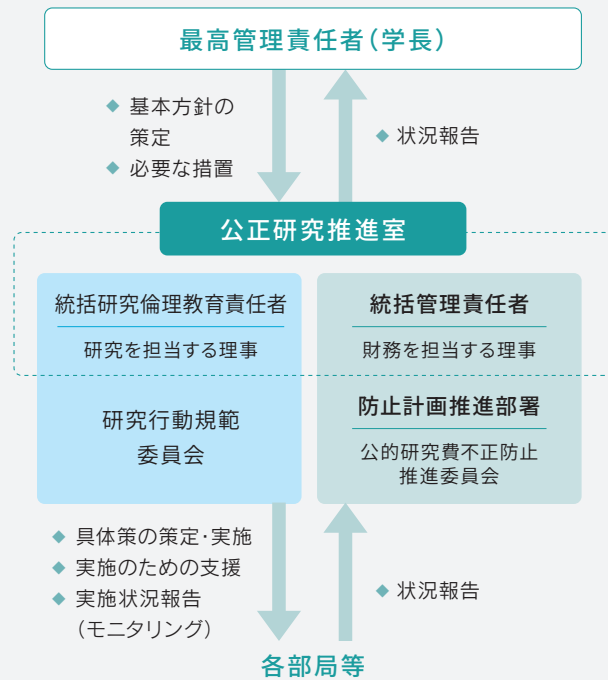 最高管理責任者（学長）
◆ 基本方針の
策定
◆ 必要な措置
◆ 状況報告
公正研究推進室
統括研究倫理教育責任者
研究を担当する理事
研究行動規範
委員会
統括管理責任者
財務を担当する理事
防止計画推進部署
公的研究費不正防止
推進委員会
◆ 具体策の策定・実施
◆ 実施のための支援
◆ 実施状況報告
（モニタリング）
◆ 状況報告
各部局等